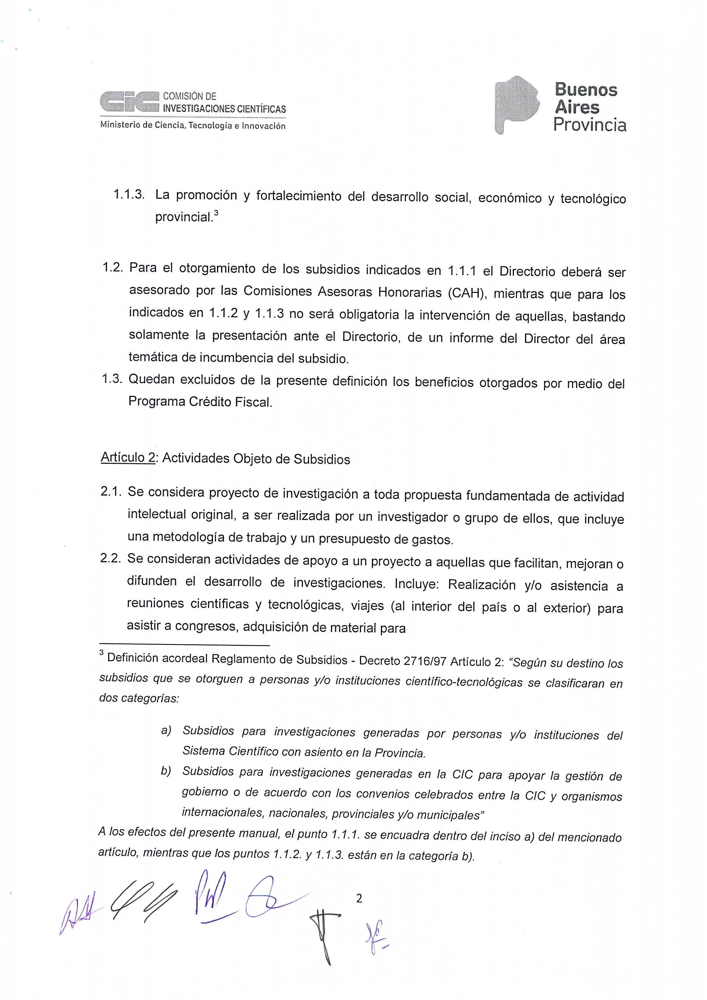 CIC COMISIÓN DE
INVESTIGACIONES CIENTÍFICAS
Ministerio de Ciencia, Tecnología e Innovación
Buenos
Aires
Provincia
1.1.3. La promoción y fortalecimiento del desarrollo social, económico y tecnológico
provincial.³
1.2. Para el otorgamiento de los subsidios indicados en 1.1.1 el Directorio deberá ser
asesorado por las Comisiones Asesoras Honorarias (CAH), mientras que para los
indicados en 1.1.2 y 1.1.3 no será obligatoria la intervención de aquellas, bastando
solamente la presentación ante el Directorio, de un informe del Director del área
temática de incumbencia del subsidio.
1.3. Quedan excluidos de la presente definición los beneficios otorgados por medio del
Programa Crédito Fiscal.
Artículo 2: Actividades Objeto de Subsidios
2.1. Se considera proyecto de investigación a toda propuesta fundamentada de actividad
intelectual original, a ser realizada por un investigador o grupo de ellos, que incluye
una metodología de trabajo y un presupuesto de gastos.
2.2. Se consideran actividades de apoyo a un proyecto a aquellas que facilitan, mejoran o
difunden el desarrollo de investigaciones. Incluye: Realización y/o asistencia a
reuniones científicas y tecnológicas, viajes (al interior del país o al exterior) para
asistir a congresos, adquisición de material para
³ Definición acordeal Reglamento de Subsidios - Decreto 2716/97 Artículo 2: “Según su destino los
subsidios que se otorguen a personas y/o instituciones científico-tecnológicas se clasificaran en
dos categorías:
a) Subsidios para investigaciones generadas por personas y/o instituciones del
Sistema Científico con asiento en la Provincia.
b) Subsidios para investigaciones generadas en la CIC para apoyar la gestión de
gobierno o de acuerdo con los convenios celebrados entre la CIC y organismos
internacionales, nacionales, provinciales y/o municipales”
A los efectos del presente manual, el punto 1.1.1. se encuadra dentro del inciso a) del mencionado
artículo, mientras que los puntos 1.1.2. y 1.1.3. están en la categoría b).
2